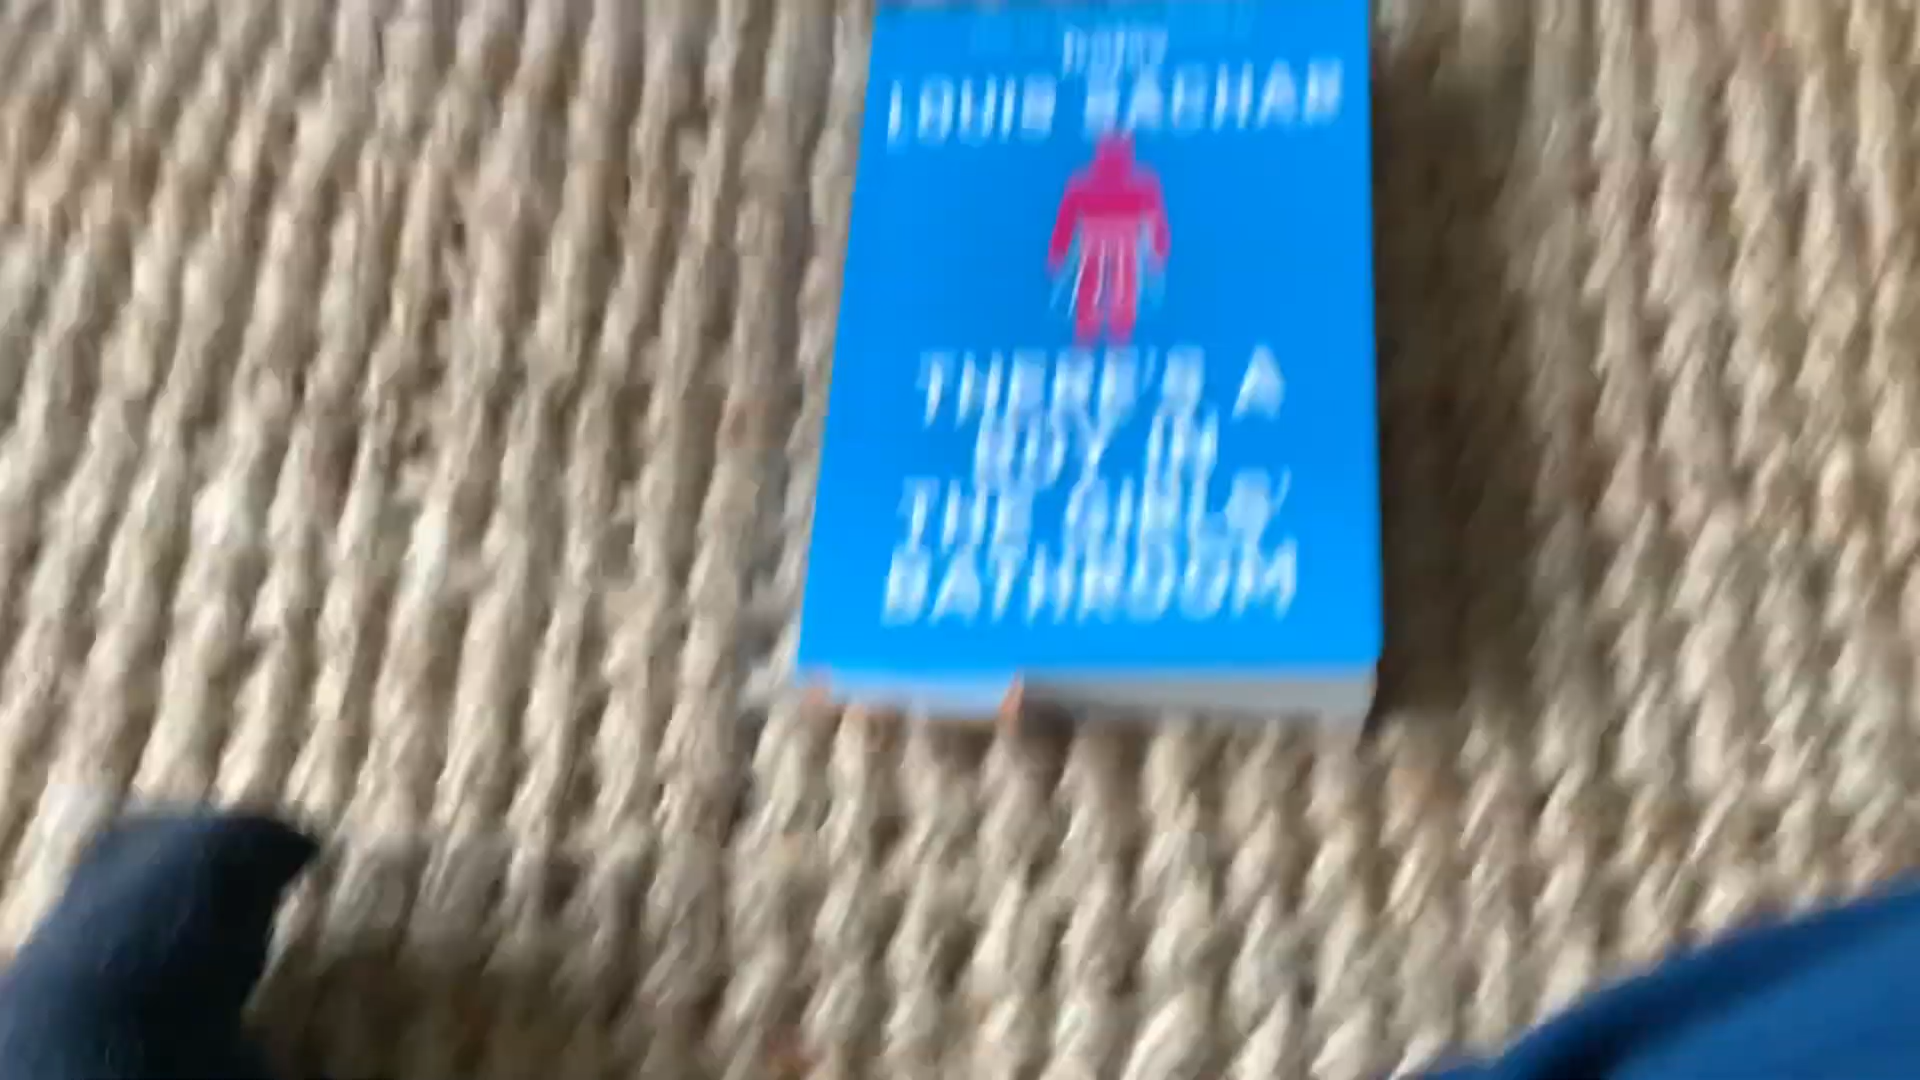 LOUIS SACHAR
THERE'S A
BOY IN
THE GIRLS'
BATHROOM